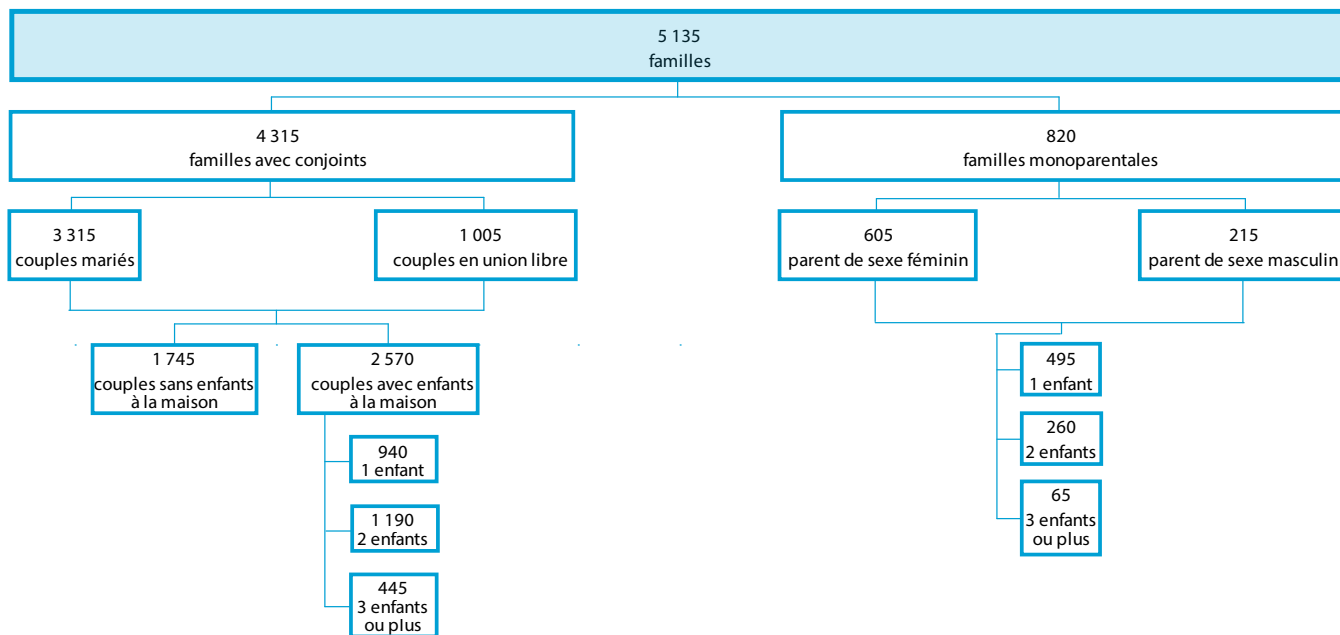 5 135
familles
4 315
familles avec conjoints
820
familles monoparentales
3 315
couples mariés
1 005
couples en union libre
605
parent de sexe féminin
215
parent de sexe masculin
1 745
couples sans enfants
à la maison
2 570
couples avec enfants
à la maison
495
1 enfant
260
2 enfants
65
3 enfants
ou plus
940
1 enfant
1 190
2 enfants
445
3 enfants
ou plus